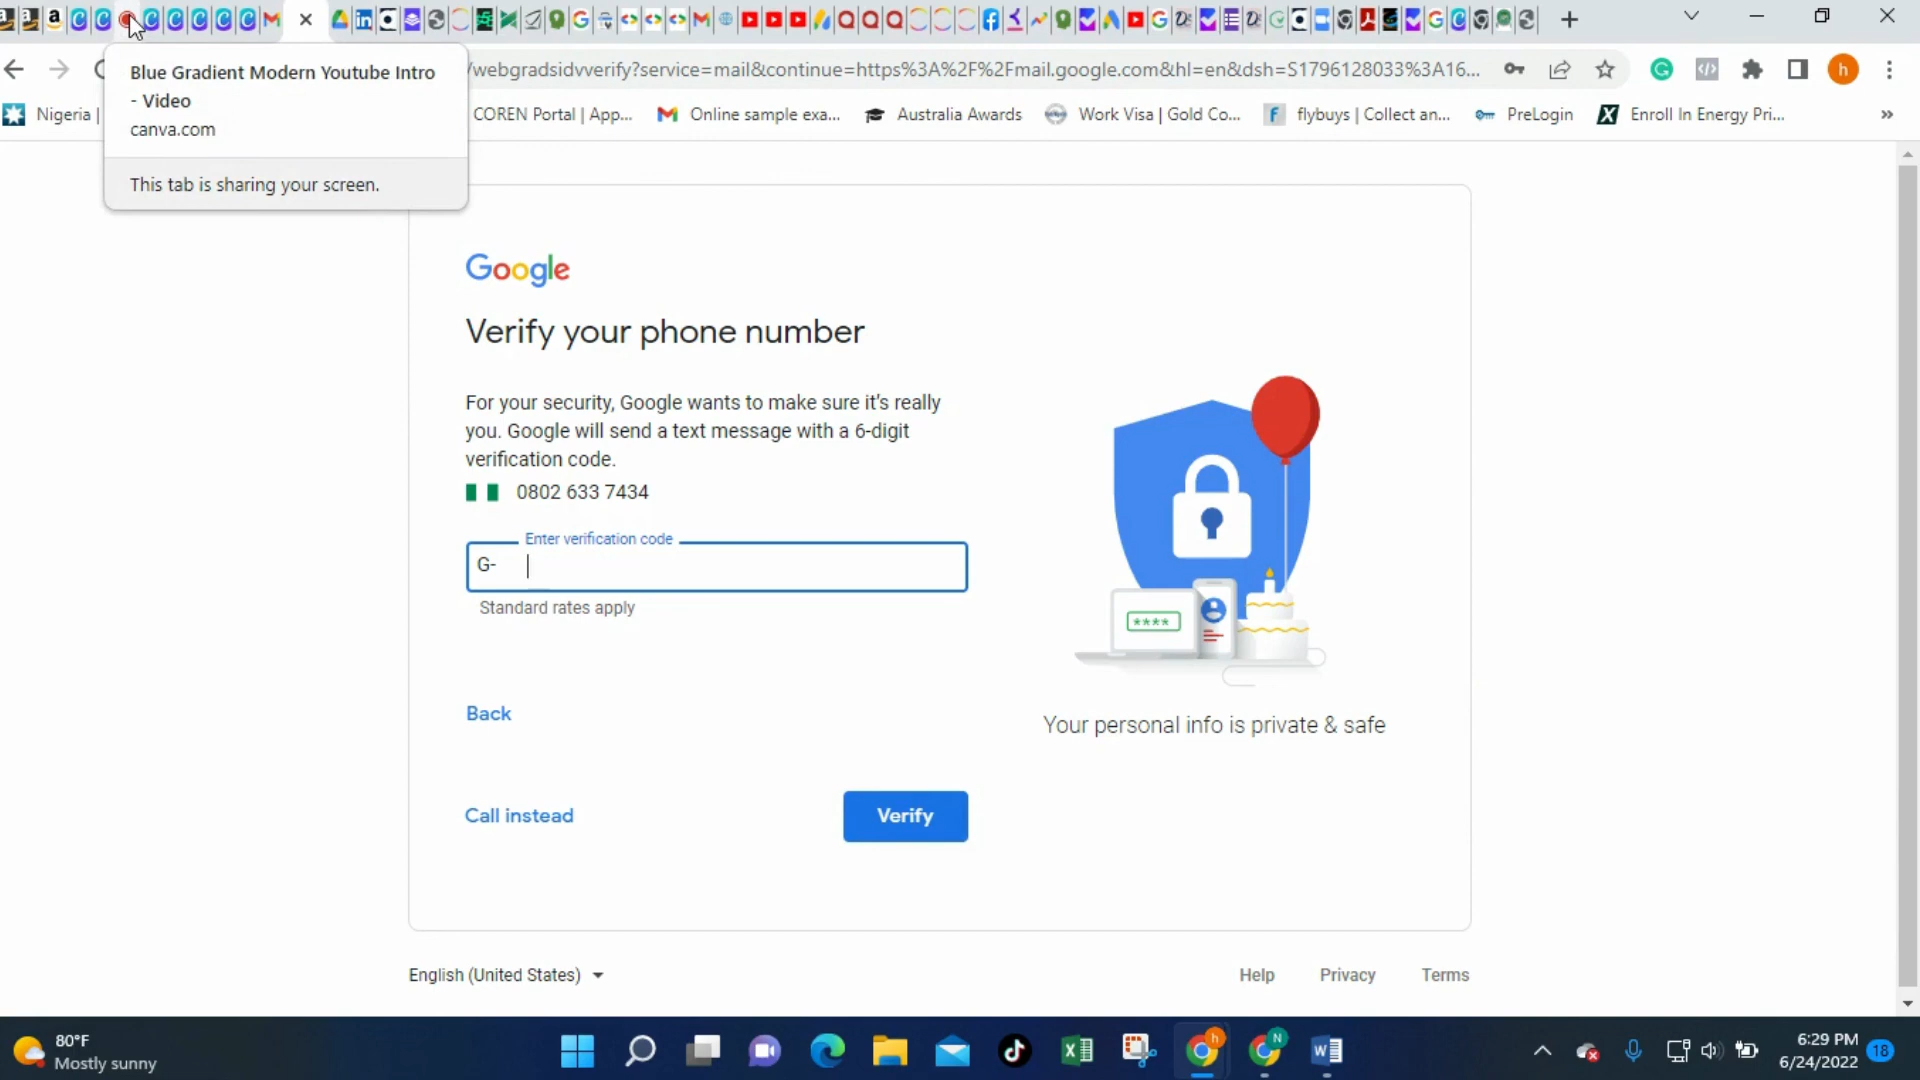 Blue Gradient Modern Youtube Intro
- Video
canva.com
This tab is sharing your screen.
/webgradsidvverify?service=mail&continue=https%3A%2F%2Fmail.google.com&hl=en&dsh=S1796128033%3A16...
h
Nigeria |
COREN Portal | App...
Online sample exa...
Australia Awards
Work Visa | Gold Co...
flybuys | Collect an...
PreLogin
Enroll In Energy Pri...
»
Google
Verify your phone number
For your security, Google wants to make sure it's really
you. Google will send a text message with a 6-digit
verification code.
0802 633 7434
Enter verification code
G-
Standard rates apply
****
Your personal info is private & safe
Back
Call instead
Verify
English (United States)
Help
Privacy
Terms
80°F
Mostly sunny
6:29 PM
6/24/2022
18